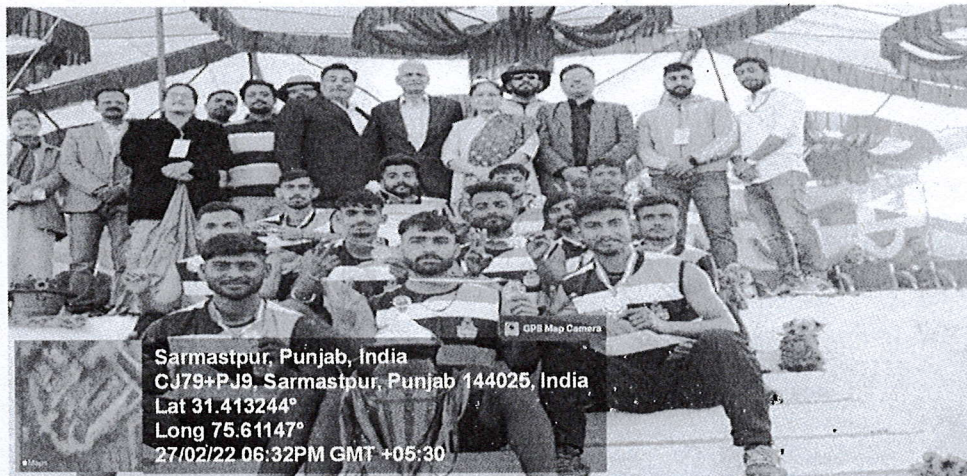 GPS Map Camera
Sarmastpur, Punjab, India
CJ79+PJ9, Sarmastpur, Punjab 144025, India
Lat 31.413244°
Long 75.61147°
27/02/22 06:32PM GMT +05:30
Maps